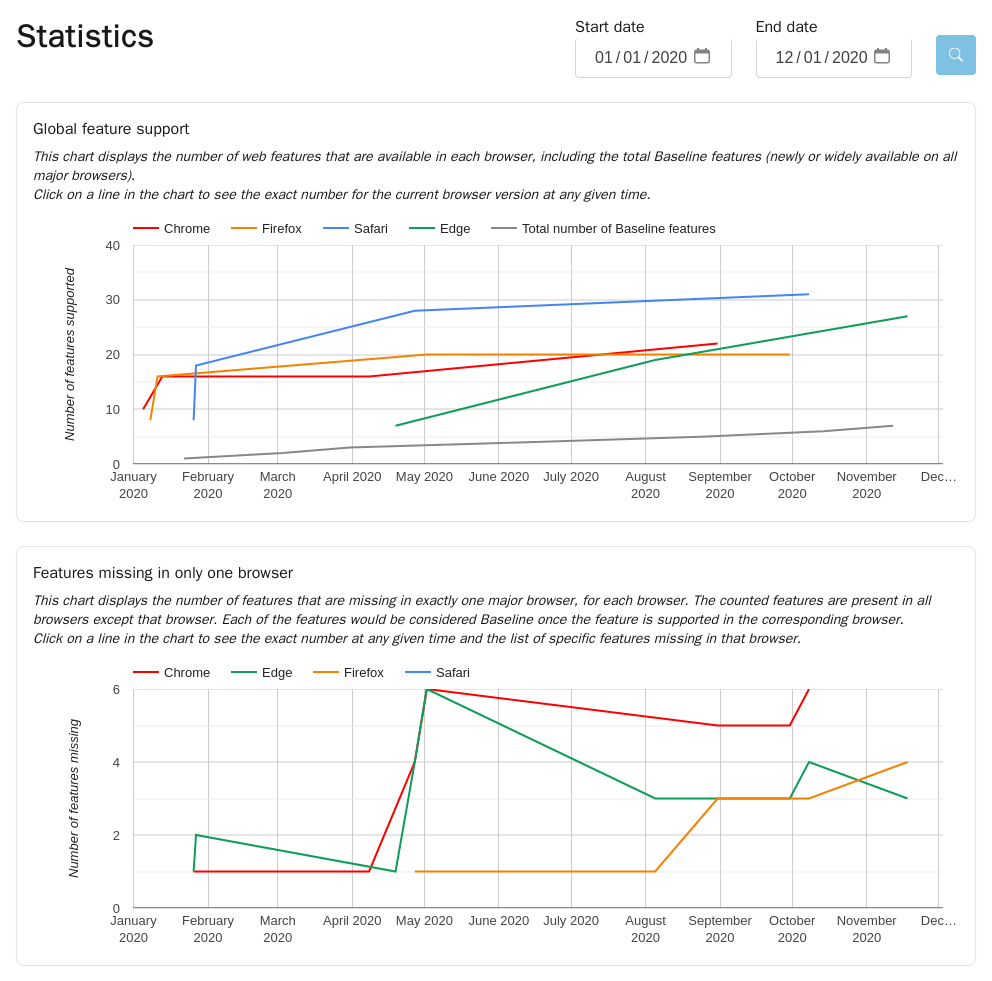 Statistics
Start date
End date
01/01/2020
12/01/2020
Global feature support
This chart displays the number of web features that are available in each browser, including the total Baseline features (newly or widely available on all
major browsers).
Click on a line in the chart to see the exact number for the current browser version at any given time.
Chrome Firefox Safari Edge Total number of Baseline features
Number of features supported
40
30
20
10
0
January 2020
February 2020
March 2020
April 2020
May 2020
June 2020
July 2020
August 2020
September 2020
October 2020
November 2020
Dec...
Features missing in only one browser
This chart displays the number of features that are missing in exactly one major browser, for each browser. The counted features are present in all
browsers except that browser. Each of the features would be considered Baseline once the feature is supported in the corresponding browser.
Click on a line in the chart to see the exact number at any given time and the list of specific features missing in that browser.
Chrome Edge Firefox Safari
Number of features missing
6
4
2
0
January 2020
February 2020
March 2020
April 2020
May 2020
June 2020
July 2020
August 2020
September 2020
October 2020
November 2020
Dec...